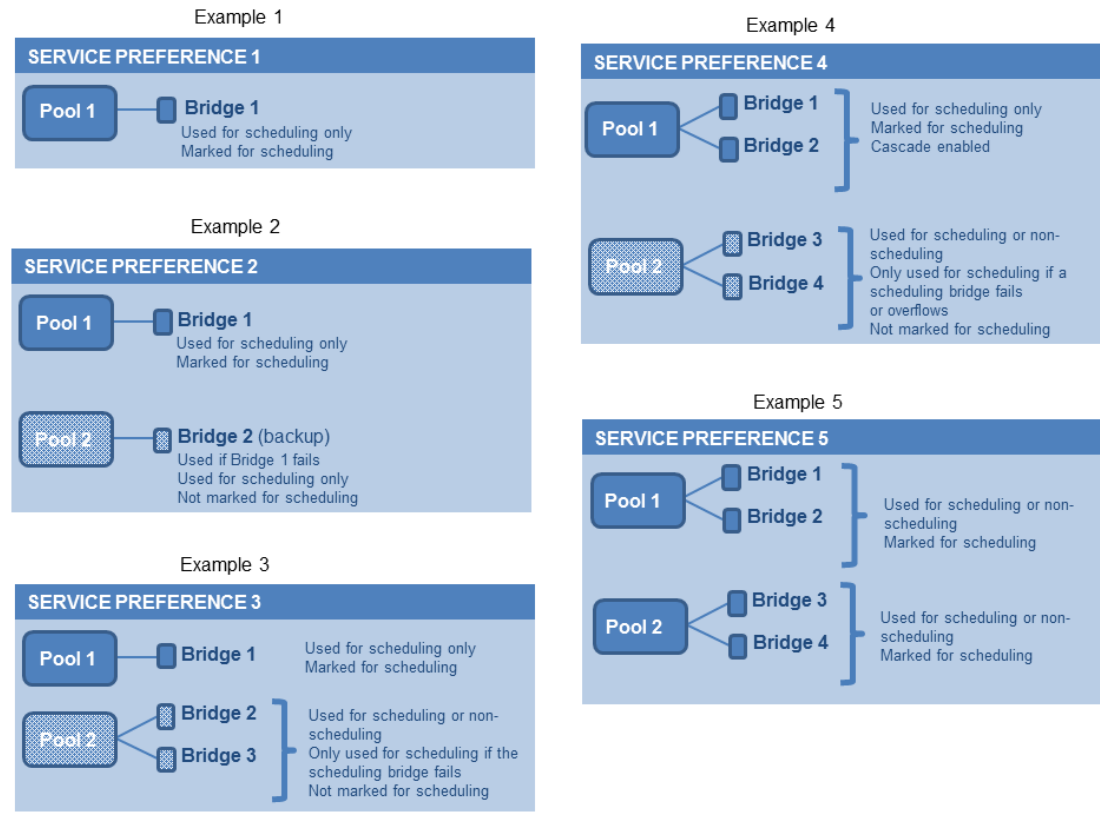 Example 1
SERVICE PREFERENCE 1
Pool 1
Bridge 1
Used for scheduling only
Marked for scheduling
Example 2
SERVICE PREFERENCE 2
Pool 1
Bridge 1
Used for scheduling only
Marked for scheduling
Pool 2
Bridge 2 (backup)
Used if Bridge 1 fails
Used for scheduling only
Not marked for scheduling
Example 3
SERVICE PREFERENCE 3
Pool 1
Bridge 1
Used for scheduling only
Marked for scheduling
Pool 2
Bridge 2
Bridge 3
Used for scheduling or non-
scheduling
Only used for scheduling if the
scheduling bridge fails
Not marked for scheduling
Example 4
SERVICE PREFERENCE 4
Pool 1
Bridge 1
Bridge 2
Used for scheduling only
Marked for scheduling
Cascade enabled
Pool 2
Bridge 3
Bridge 4
Used for scheduling or non-
scheduling
Only used for scheduling if a
scheduling bridge fails
or overflows
Not marked for scheduling
Example 5
SERVICE PREFERENCE 5
Pool 1
Bridge 1
Bridge 2
Used for scheduling or non-
scheduling
Marked for scheduling
Pool 2
Bridge 3
Bridge 4
Used for scheduling or non-
scheduling
Marked for scheduling